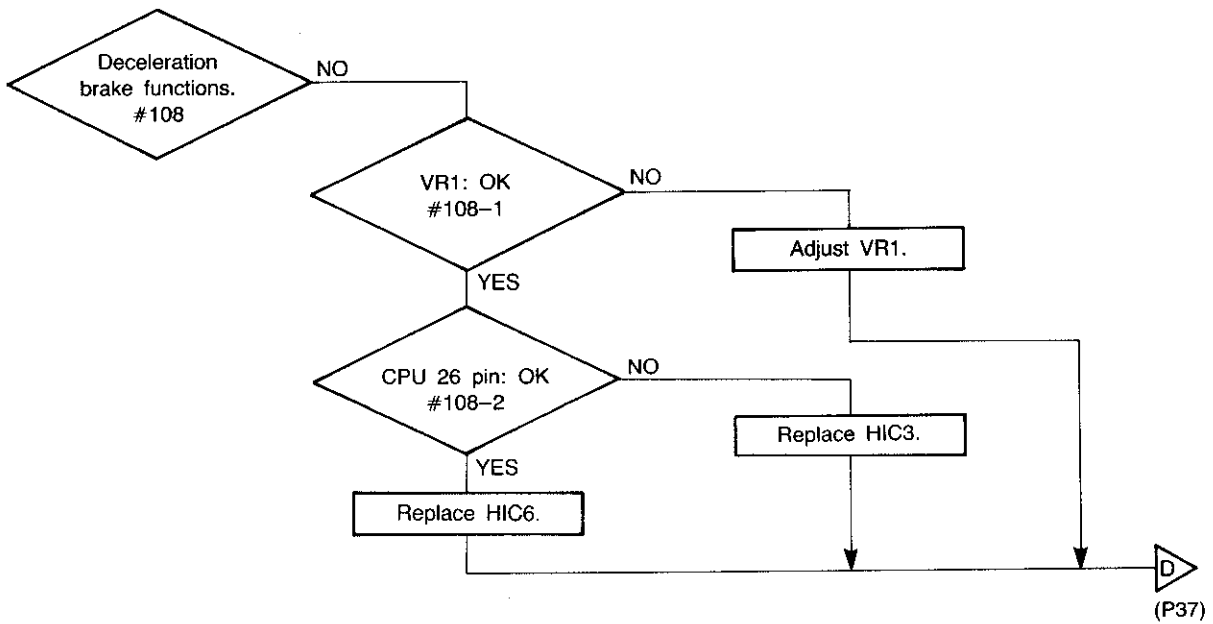 Deceleration
brake functions.
#108
NO
VR1: OK
#108-1
NO
Adjust VR1.
YES
CPU 26 pin: OK
#108-2
NO
Replace HIC3.
YES
Replace HIC6.
D
(P37)